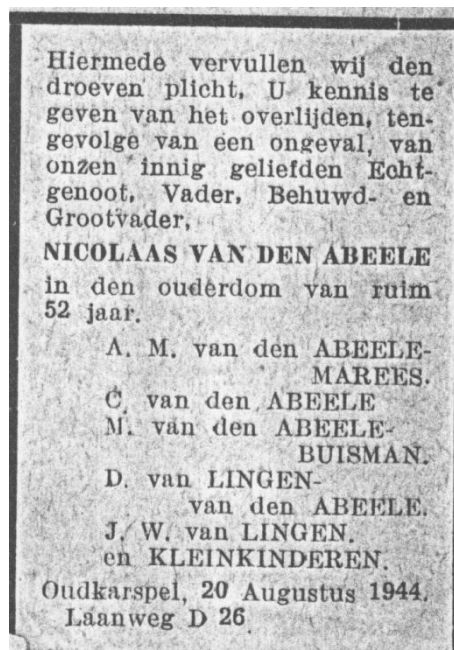 Hiermede vervullen wij den
droeven plicht, U kennis te
geven van het overlijden, ten-
gevolge van een ongeval, van
onzen innig geliefden Echt-
genoot, Vader, Behuwd- en
Grootvader,
NICOLAAS VAN DEN ABEELE
in den ouderdom van ruim
52 jaar.
A. M. van den ABEELE-
MAREES.
C. van den ABEELE
M. van den ABEELE-
BUISMAN.
D. van LINGEN-
van den ABEELE.
J. W. van LINGEN.
en KLEINKINDEREN.
Oudkarspel, 20 Augustus 1944.
Laanweg D 26